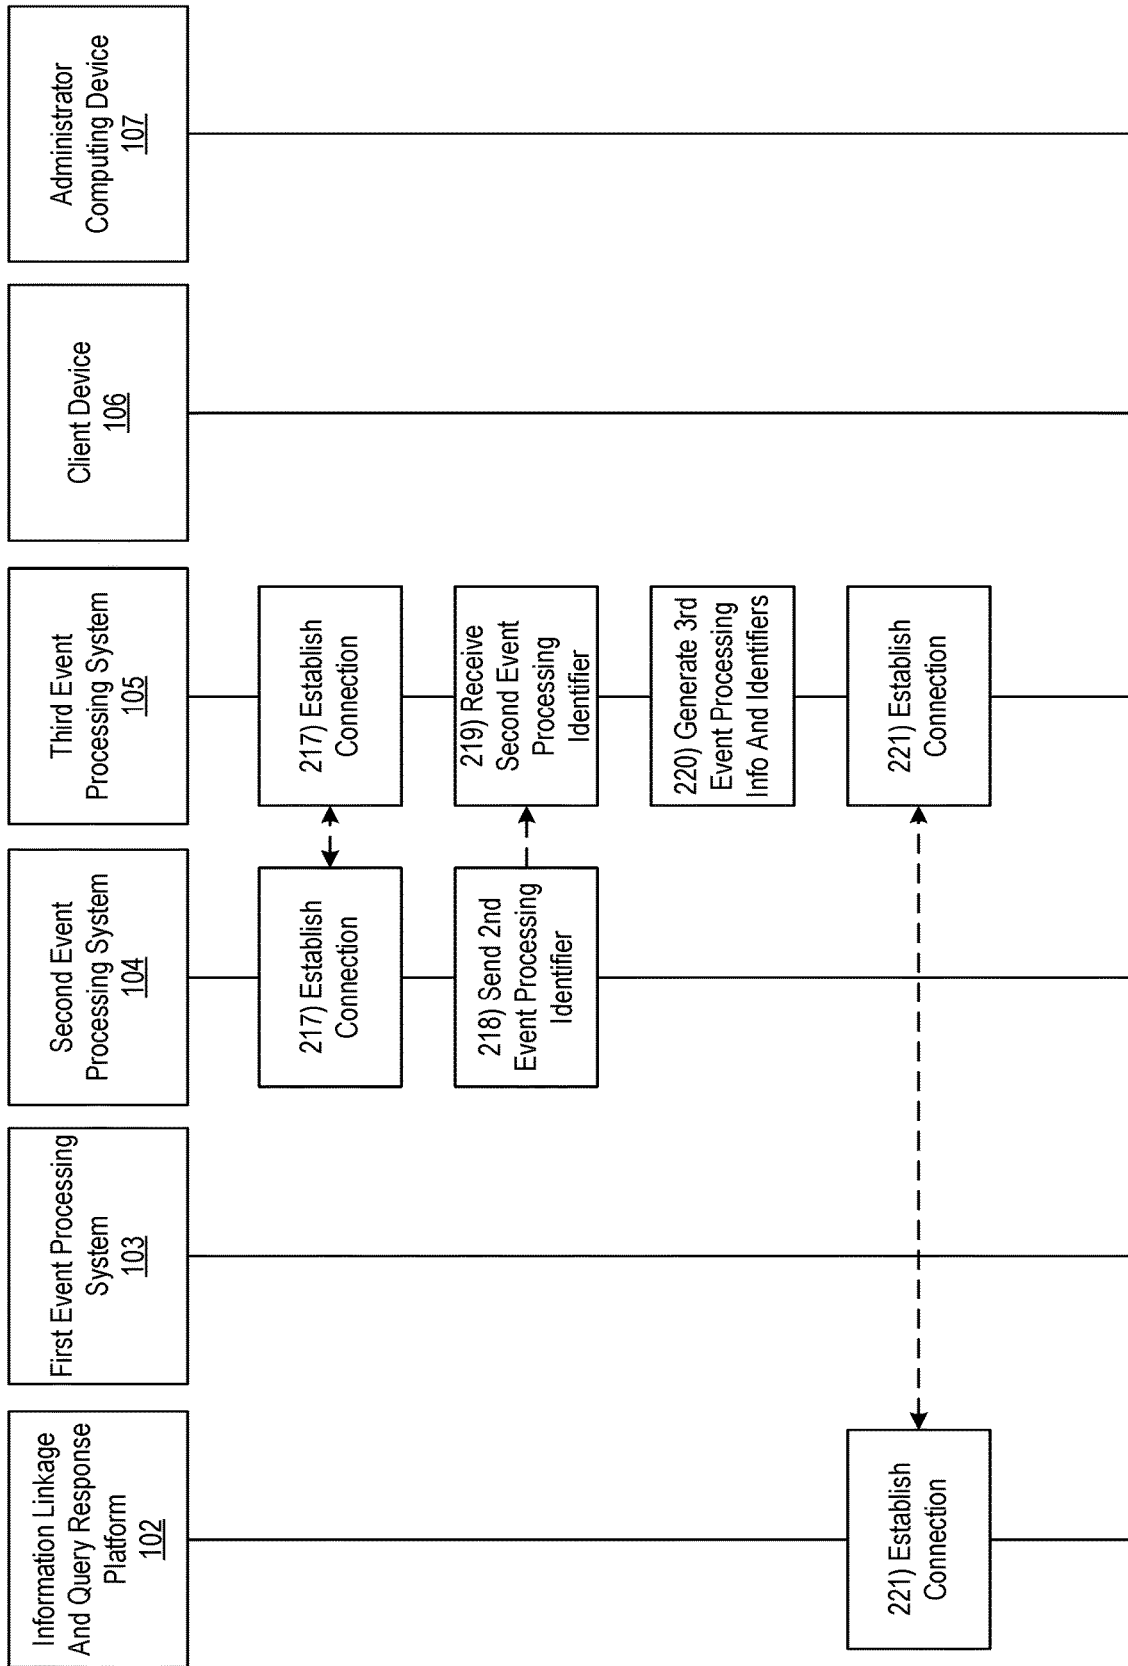 Information Linkage
And Query Response
Platform
102
First Event Processing
System
103
Second Event
Processing System
104
Third Event
Processing System
105
Client Device
106
Administrator
Computing Device
107
217) Establish
Connection
217) Establish
Connection
218) Send 2nd
Event Processing
Identifier
219) Receive
Second Event
Processing
Identifier
220) Generate 3rd
Event Processing
Info And Identifiers
221) Establish
Connection
221) Establish
Connection